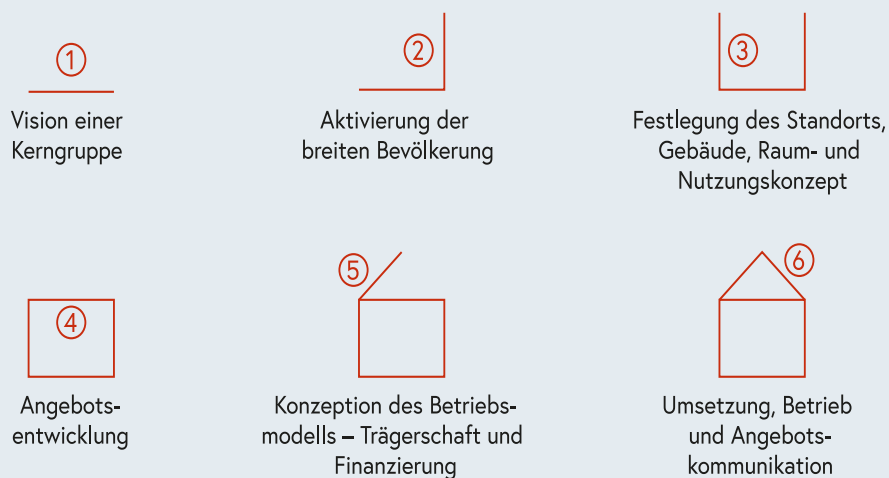 1
Vision einer
Kerngruppe
2
Aktivierung der
breiten Bevölkerung
3
Festlegung des Standorts,
Gebäude, Raum- und
Nutzungskonzept
4
Angebots-
entwicklung
5
Konzeption des Betriebs-
modells – Trägerschaft und
Finanzierung
6
Umsetzung, Betrieb
und Angebots-
kommunikation